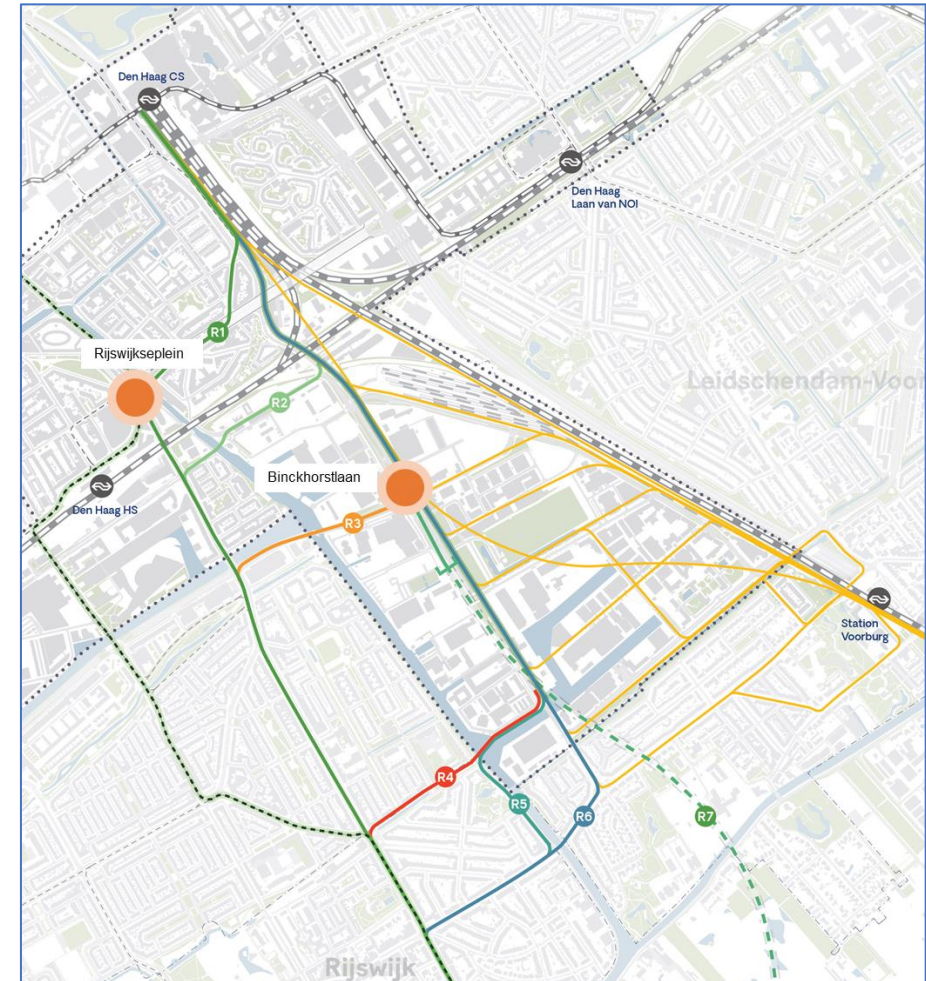 Den Haag CS
Den Haag
Laan van NOI
R1
Rijswijkseplein
Leidschendam-Voor
R2
Binckhorstlaan
Den Haag HS
R3
Station
Voorburg
R4
R5
R6
R7
Rijswijk